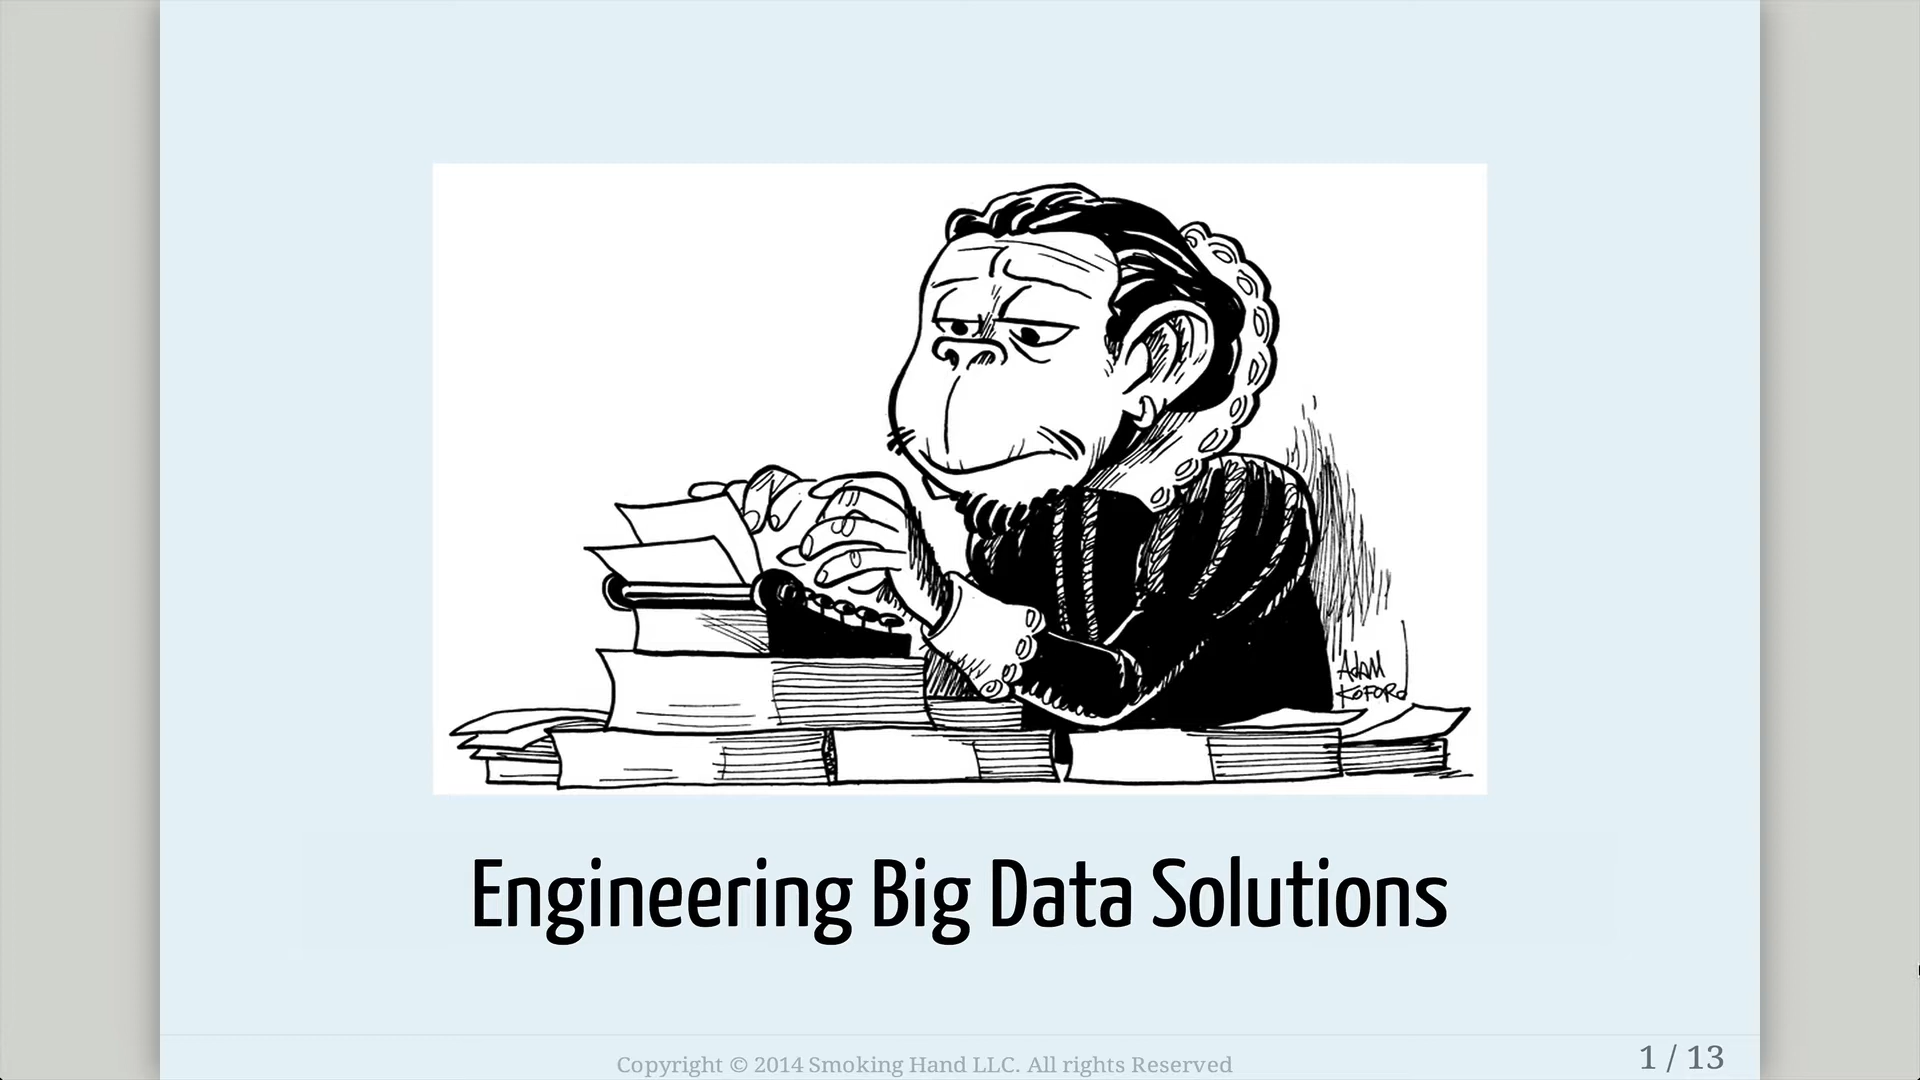 ADAM
KOFORD
Engineering Big Data Solutions
Copyright © 2014 Smoking Hand LLC. All rights Reserved
1 / 13